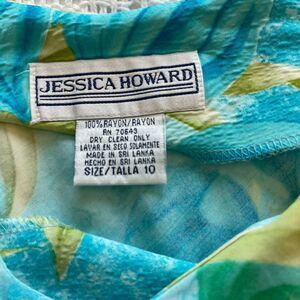 JESSICA HOWARD
100%RAYON/RAYON
RN 70643
DRY CLEAN ONLY
LAVAR EN SECO SOLAMENTE
MADE IN SRI LANKA
HECHO EN SRI LANKA
SIZE/TALLA 10